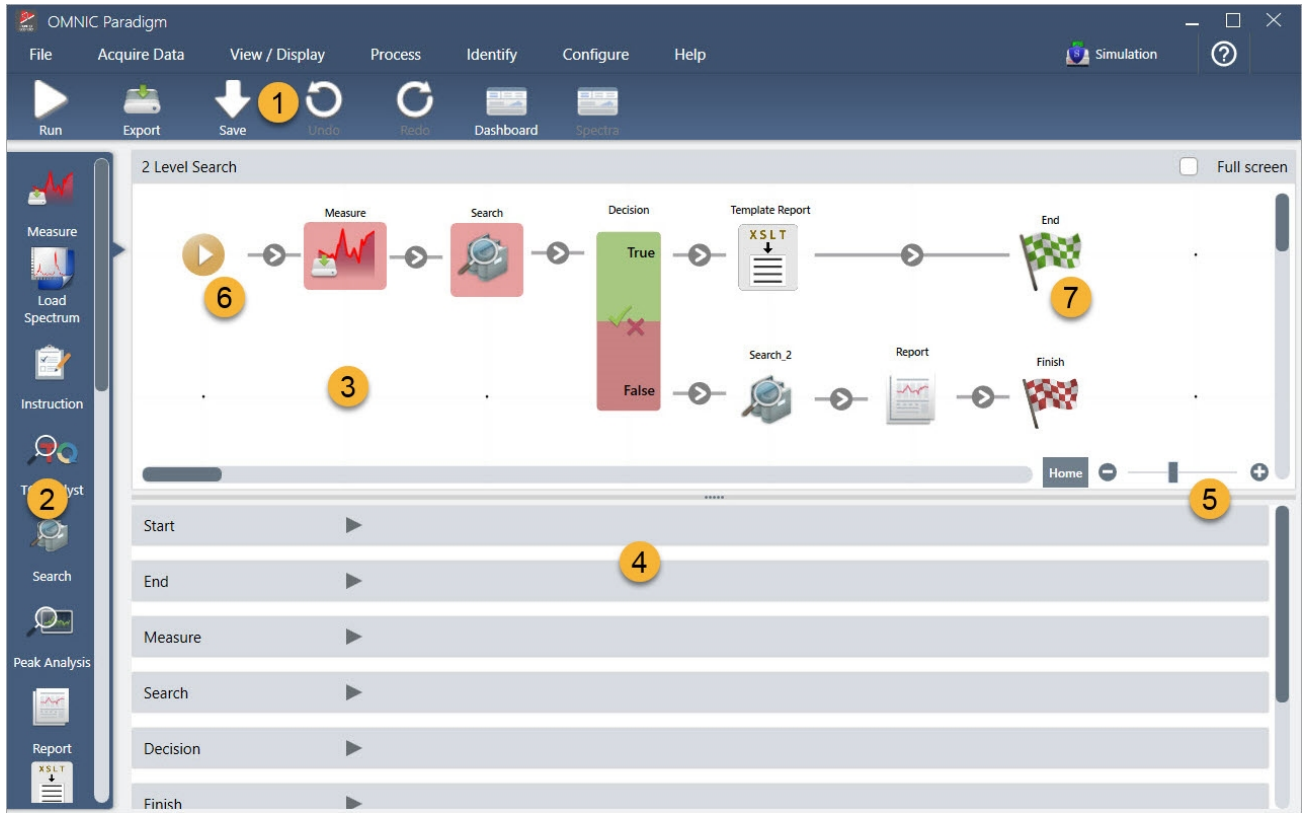 OMNIC Paradigm
File Acquire Data View / Display Process Identify Configure Help Simulation
1
Run Export Save Undo Redo Dashboard Spectra
2 Level Search Full screen
Measure
Load
Spectrum
Instruction
2
Search
Peak Analysis
Report
XSLT
Measure Search Decision Template Report End
XSLT
True
6 7
3
Search_2 Report Finish
False
Home
5
Start
4
End
Measure
Search
Decision
Finish